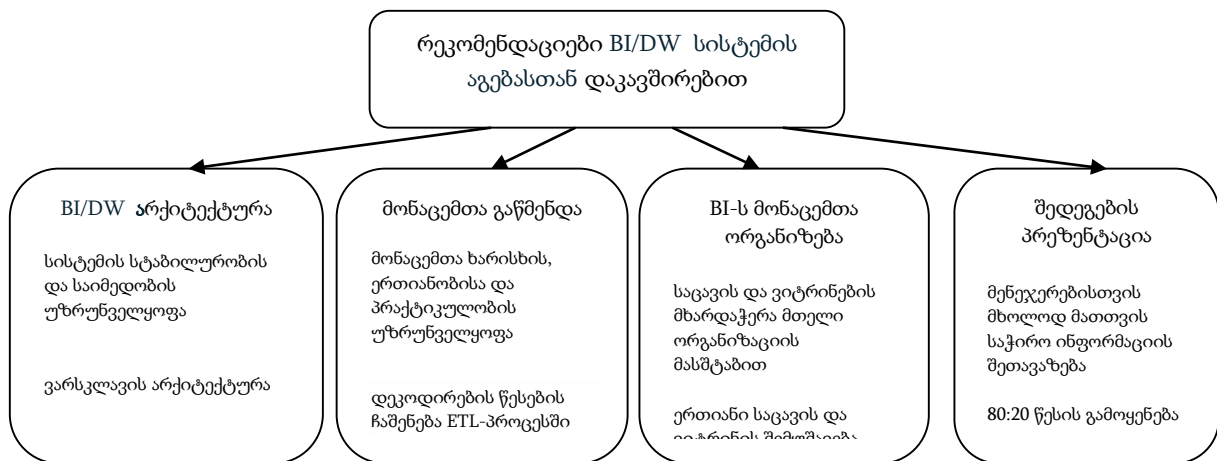 რეკომენდაციები BI/DW სისტემის
აგებასთან დაკავშირებით
BI/DW არქიტექტურა
სისტემის სტაბილურობის
და საიმედობის
უზრუნველყოფა
ვარსკლავის არქიტექტურა
მონაცემთა გაწმენდა
მონაცემთა ხარისხის,
ერთიანობისა და
პრაქტიკულობის
უზრუნველყოფა
დეკოდირების წესების
ჩაშენება ETL-პროცესში
BI-ს მონაცემთა
ორგანიზება
საცავის და ვიტრინების
მხარდაჭერა მთელი
ორგანიზაციის
მასშტაბით
ერთიანი საცავის და
შედეგების
პრეზენტაცია
მენეჯერებისთვის
მხოლოდ მათთვის
საჭირო ინფორმაციის
შეთავაზება
80:20 წესის გამოყენება